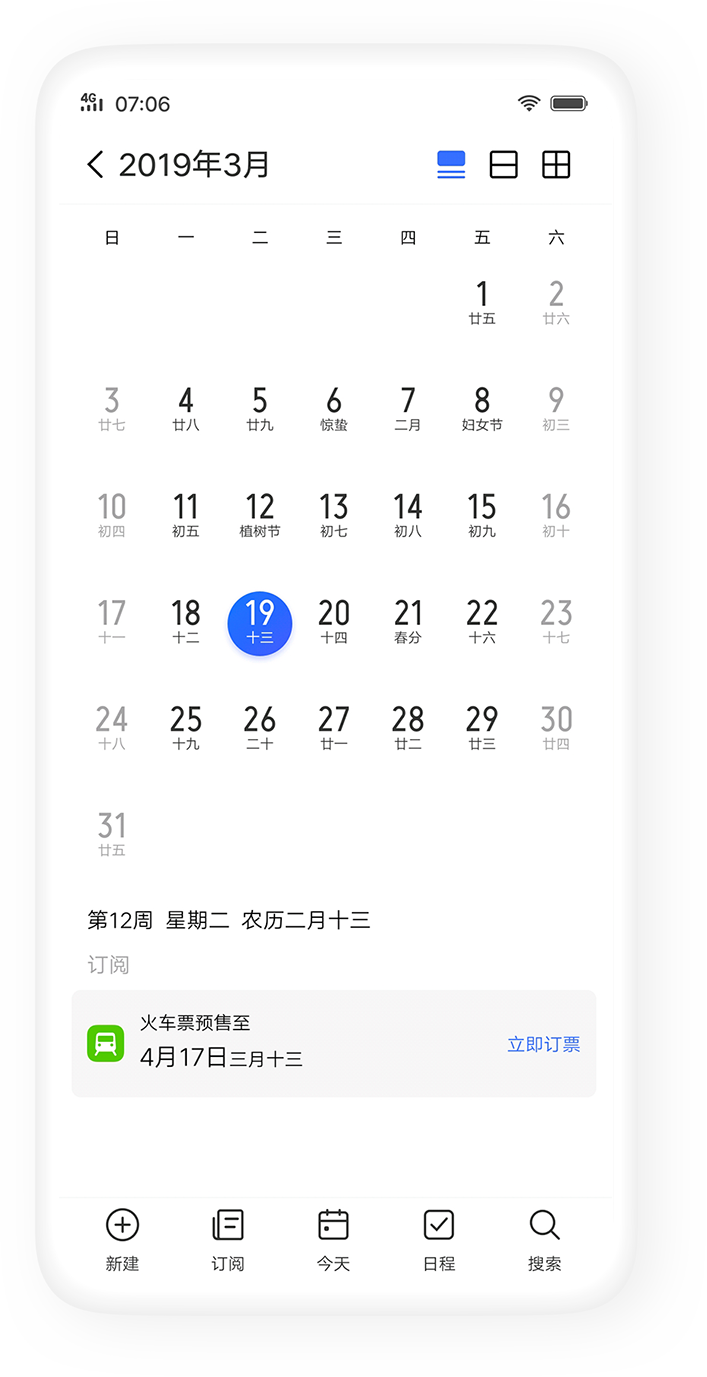 4G 07:06
2019年3月
日 一 二 三 四 五 六
1 2
廿五 廿六
3 4 5 6 7 8 9
廿七 廿八 廿九 惊蛰 二月 妇女节 初三
10 11 12 13 14 15 16
初四 初五 植树节 初七 初八 初九 初十
17 18 19 20 21 22 23
十一 十二 十三 十四 春分 十六 十七
24 25 26 27 28 29 30
十八 十九 二十 廿一 廿二 廿三 廿四
31
廿五
第12周 星期二 农历二月十三
订阅
火车票预售至
4月17日三月十三
立即订票
新建 订阅 今天 日程 搜索